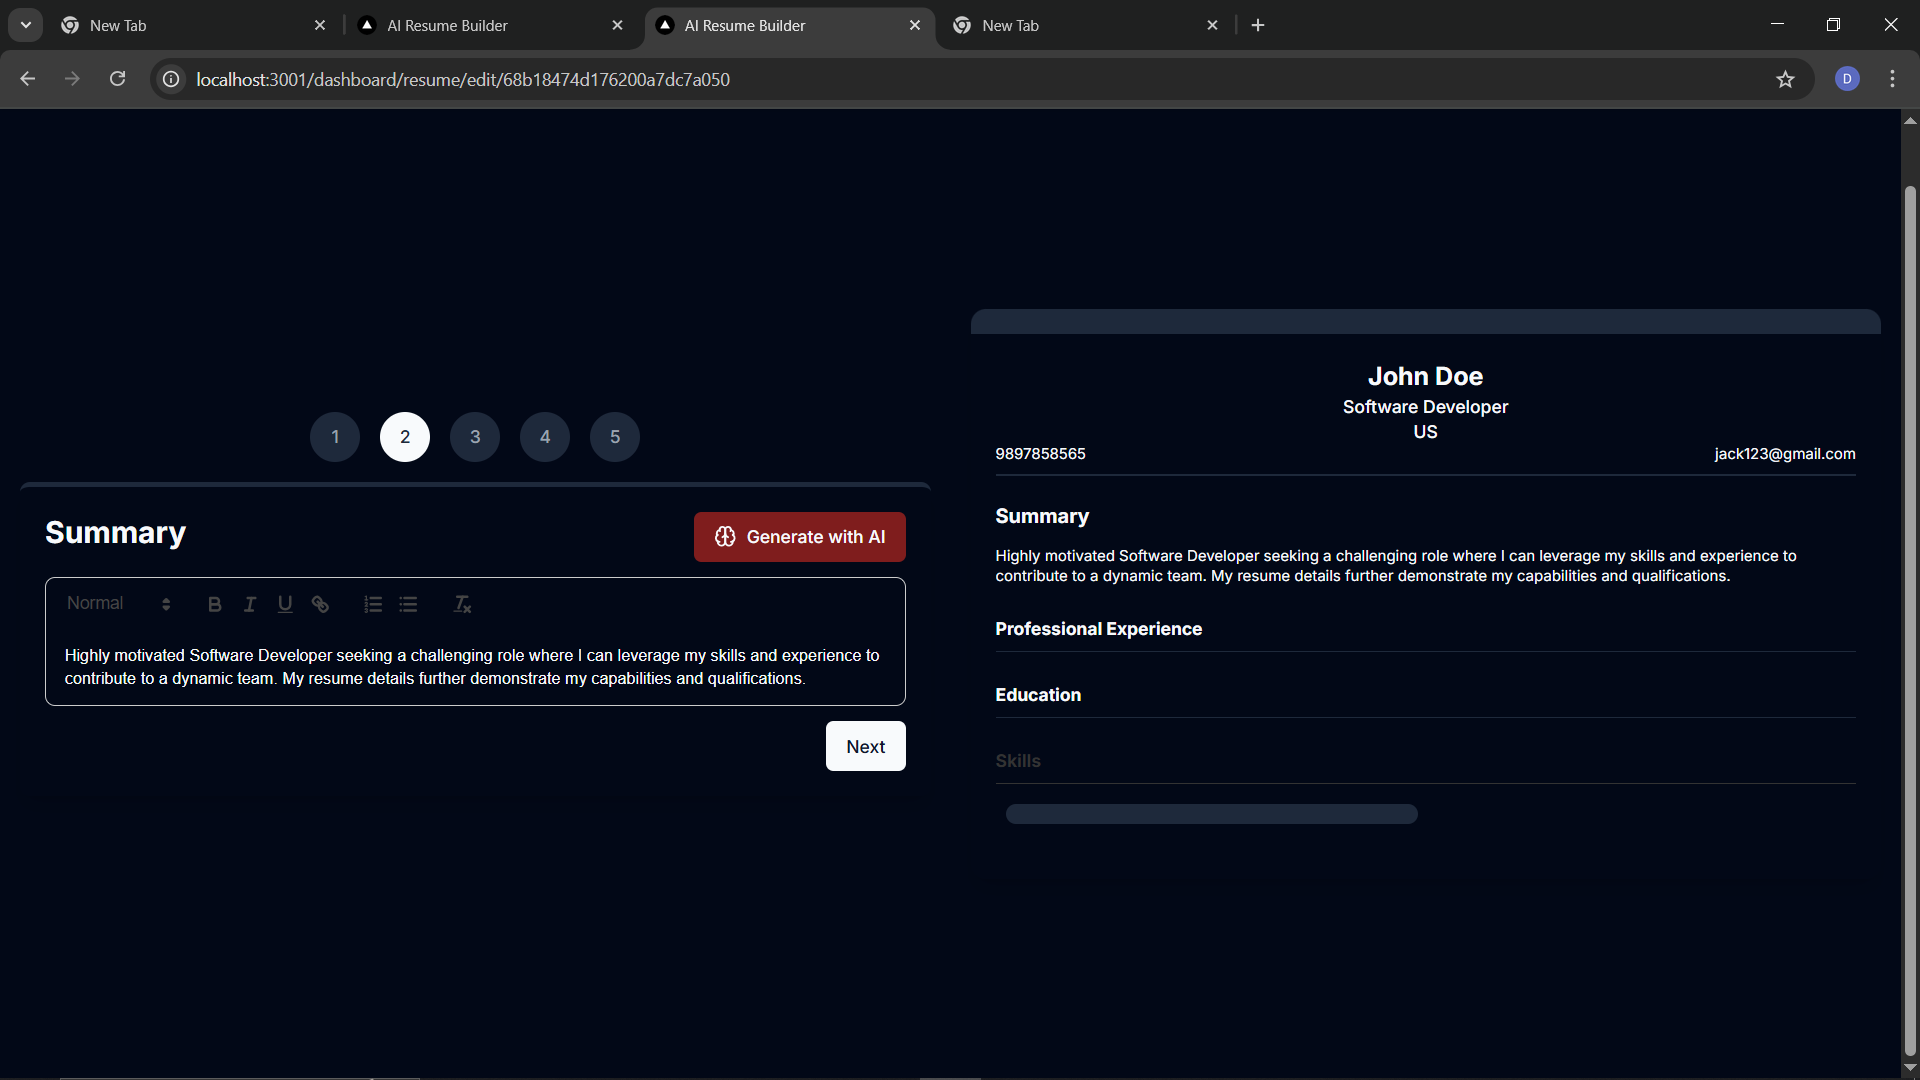 New Tab
AI Resume Builder
AI Resume Builder
New Tab
localhost:3001/dashboard/resume/edit/68b18474d176200a7dc7a050
D
1 2 3 4 5
Summary
Generate with AI
Normal
Highly motivated Software Developer seeking a challenging role where I can leverage my skills and experience to
contribute to a dynamic team. My resume details further demonstrate my capabilities and qualifications.
Next
John Doe
Software Developer
US
9897858565
jack123@gmail.com
Summary
Highly motivated Software Developer seeking a challenging role where I can leverage my skills and experience to
contribute to a dynamic team. My resume details further demonstrate my capabilities and qualifications.
Professional Experience
Education
Skills